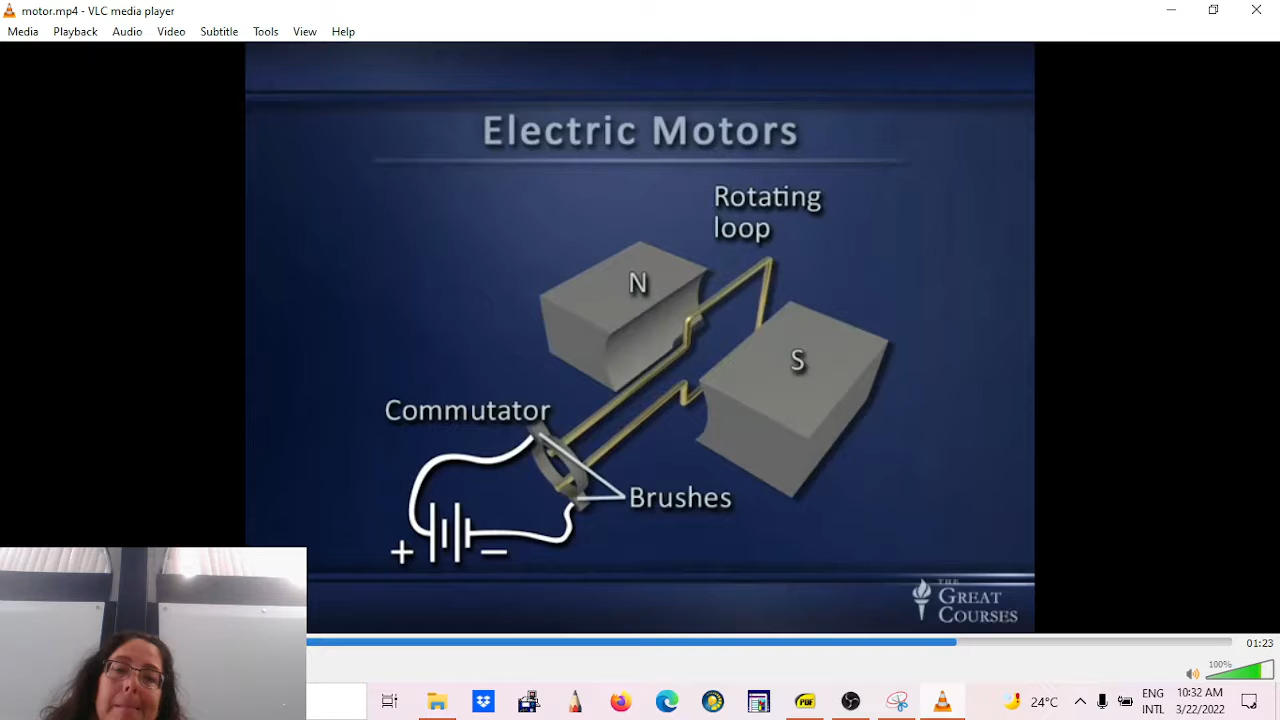 motor.mp4 - VLC media player
Media Playback Audio Video Subtitle Tools View Help
Electric Motors
Rotating
loop
N
S
Commutator
Brushes
+ −
THE
GREAT
COURSES
01:23
100%
PDF
24°C
ENG
INTL
10:32 AM
3/22/2022